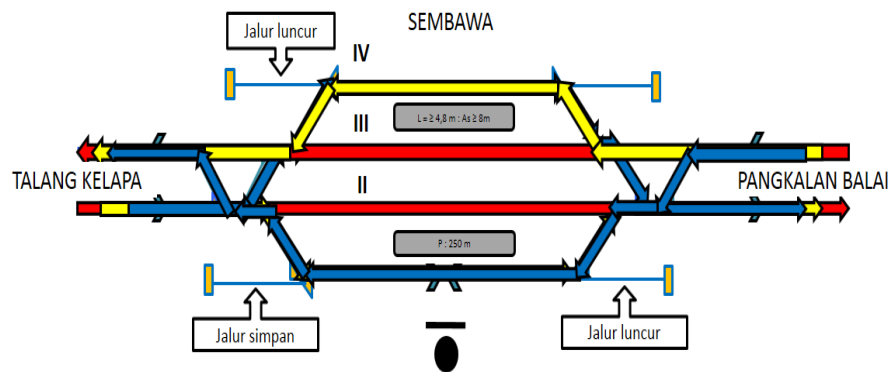 SEMBAWA
Jalur luncur
IV
L = ≥ 4,8 m : As ≥ 8m
III
TALANG KELAPA
II
PANGKALAN BALAI
P : 250 m
Jalur simpan
Jalur luncur